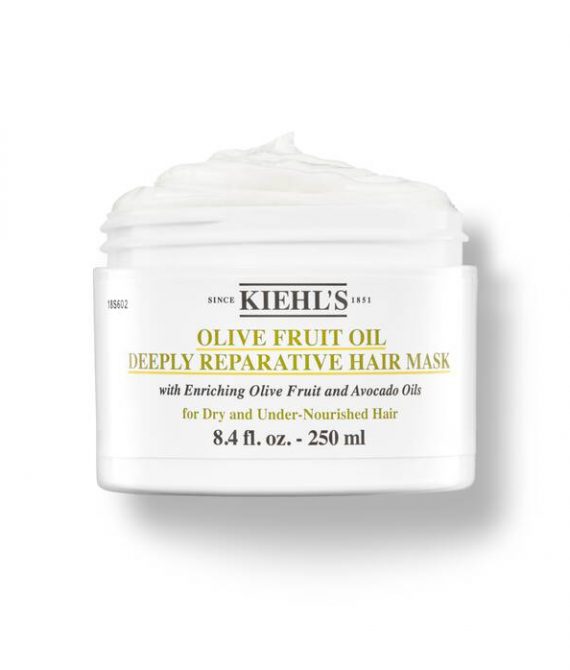 18S602
SINCE KIEHL'S 1851
OLIVE FRUIT OIL
DEEPLY REPARATIVE HAIR MASK
with Enriching Olive Fruit and Avocado Oils
for Dry and Under-Nourished Hair
8.4 fl. oz. - 250 ml